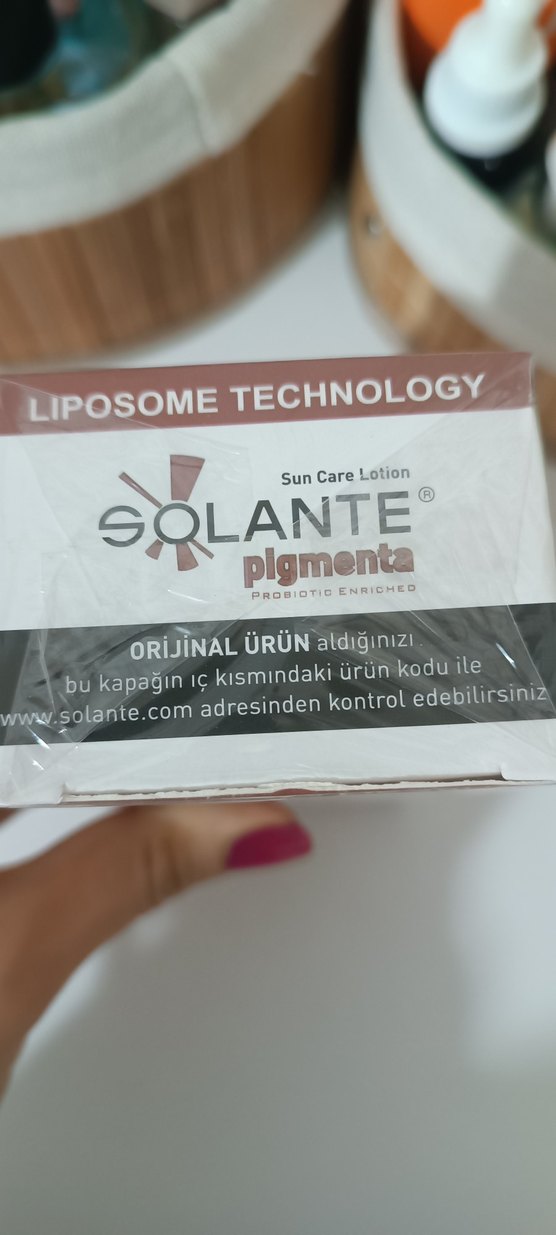 LIPOSOME TECHNOLOGY
Sun Care Lotion
SOLANTE®
pigmenta
PROBIOTIC ENRICHED
ORİJİNAL ÜRÜN aldığınızı
bu kapağın iç kısmındaki ürün kodu ile
www.solante.com adresinden kontrol edebilirsiniz